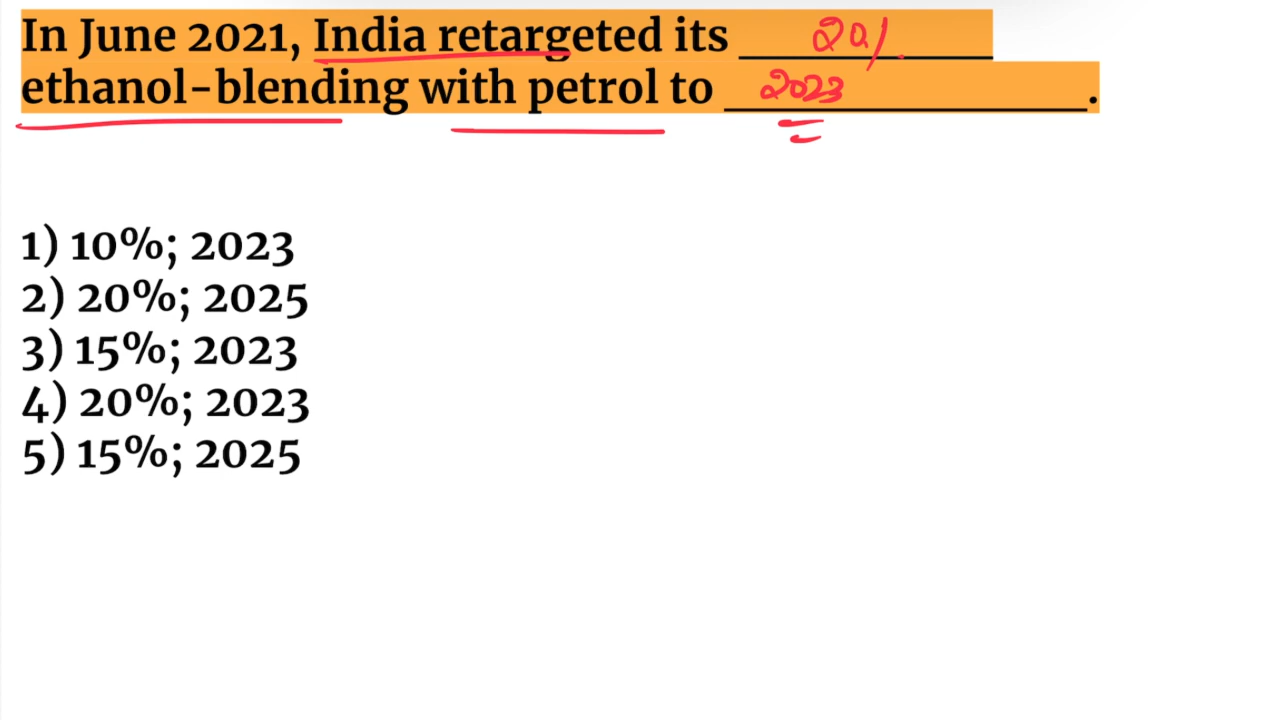 In June 2021, India retargeted its 20%
ethanol-blending with petrol to 2023.
1) 10%; 2023
2) 20%; 2025
3) 15%; 2023
4) 20%; 2023
5) 15%; 2025